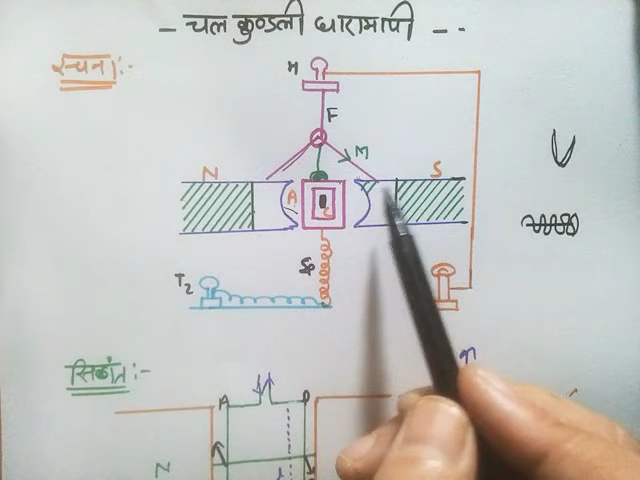 - चल कुण्डली धारामापी - - .
रचना :-
H
F
M
N
S
A
C
Sp
T2
सिद्धांत :-
A
D
N